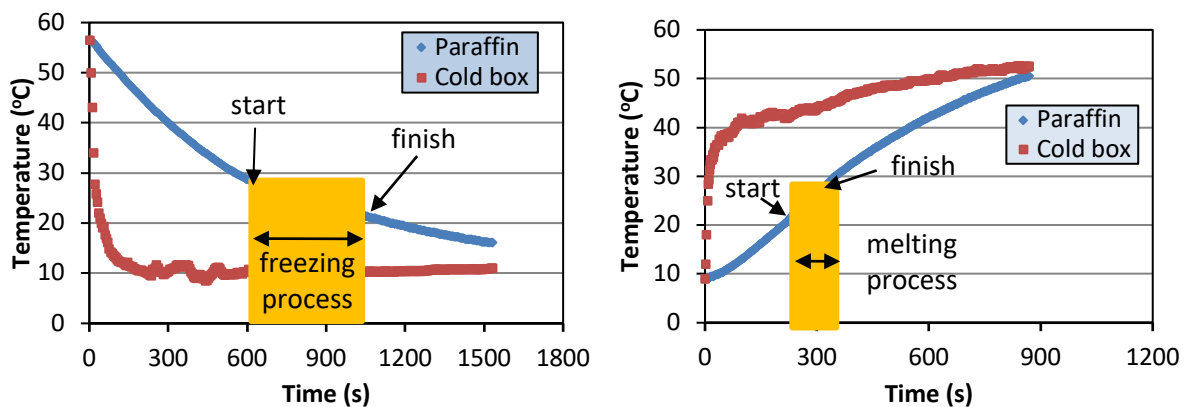 60
50
40
30
20
10
0
Temperature (ºC)
Paraffin
Cold box
start
finish
freezing
process
0 300 600 900 1200 1500 1800
Time (s)
60
50
40
30
20
10
0
Temperature (ºC)
Paraffin
Cold box
start
finish
melting
process
0 300 600 900 1200
Time (s)